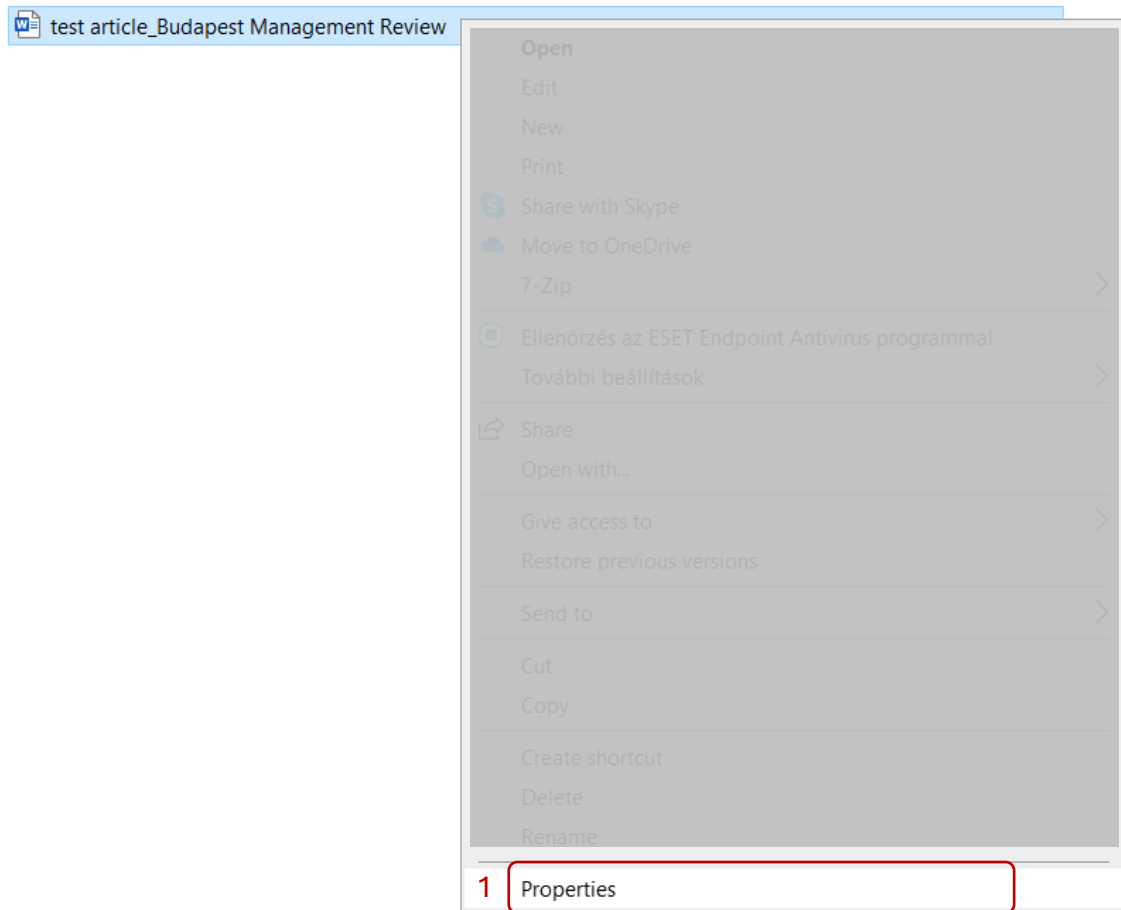 test article_Budapest Management Review
Open
Edit
New
Print
Share with Skype
Move to OneDrive
7-Zip
Ellenőrzés az ESET Endpoint Antivirus programmal
További beállítások
Share
Open with...
Give access to
Restore previous versions
Send to
Cut
Copy
Create shortcut
Delete
Rename
1 Properties